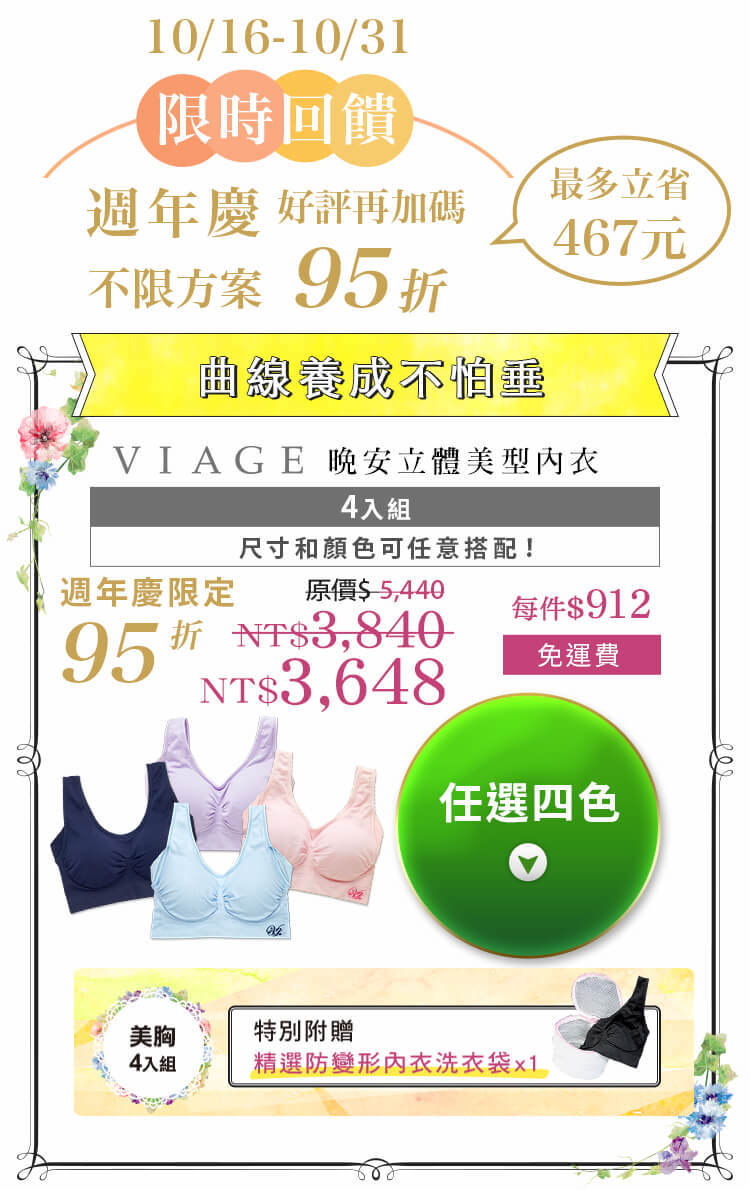 10/16-10/31
限時回饋
週年慶 好評再加碼
不限方案 95折
最多立省
467元
曲線養成不怕垂
VIAGE 晚安立體美型內衣
4入組
尺寸和顏色可任意搭配！
週年慶限定
95折
原價$ 5,440
NT$3,840
NT$3,648
每件$912
免運費
任選四色
美胸
4入組
特別附贈
精選防變形內衣洗衣袋x1